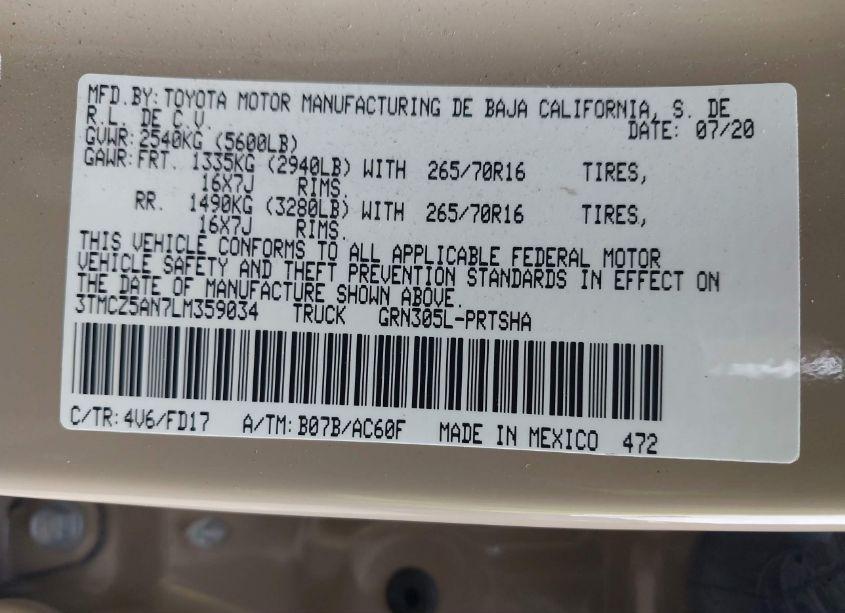 MFD.BY: TOYOTA MOTOR MANUFACTURING DE BAJA CALIFORNIA, S. DE
R.L. DE C.V. DATE: 07/20
GVWR: 2540KG (5600LB)
GAWR: FRT. 1335KG (2940LB) WITH 265/70R16 TIRES,
16X7J RIMS.
RR. 1490KG (3280LB) WITH 265/70R16 TIRES,
16X7J RIMS.
THIS VEHICLE CONFORMS TO ALL APPLICABLE FEDERAL MOTOR
VEHICLE SAFETY AND THEFT PREVENTION STANDARDS IN EFFECT ON
THE DATE OF MANUFACTURE SHOWN ABOVE.
3TMCZ5AN7LM359034 TRUCK GRN305L-PRTSHA
C/TR: 4V6/FD17 A/TM: B07B/AC60F MADE IN MEXICO 472